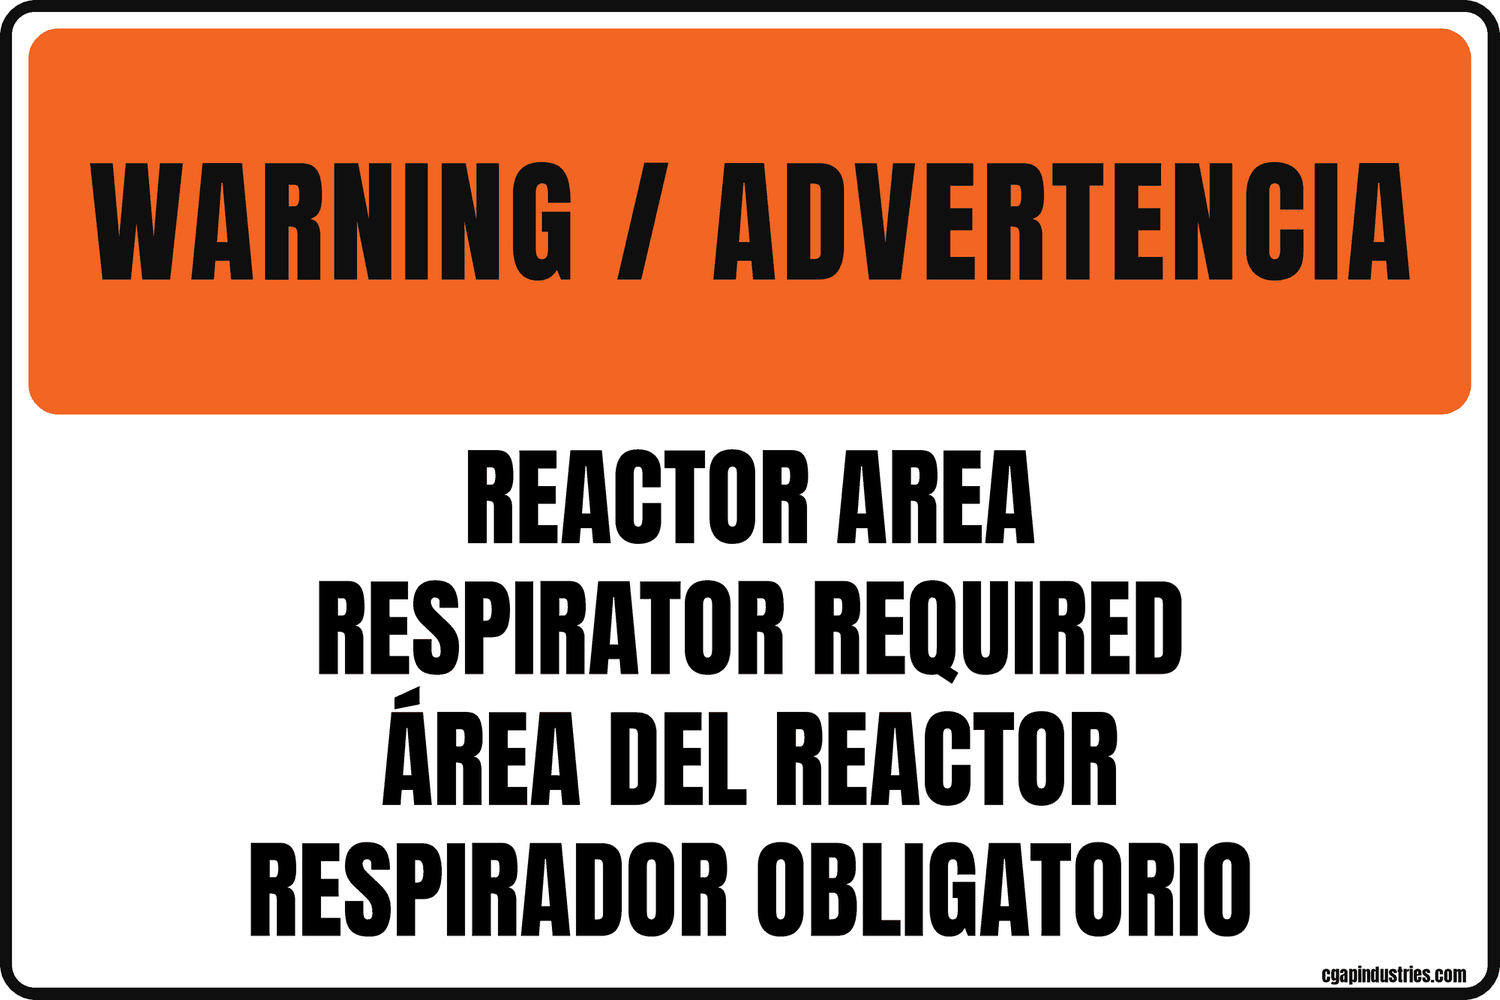 WARNING / ADVERTENCIA
REACTOR AREA
RESPIRATOR REQUIRED
ÁREA DEL REACTOR
RESPIRADOR OBLIGATORIO
cgapindustries.com